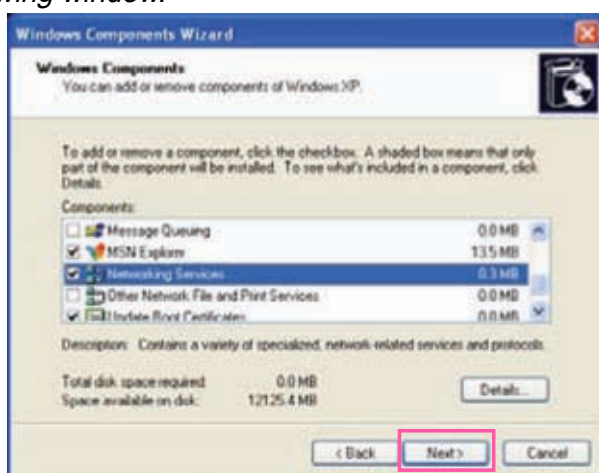 wing window
Windows Components Wizard
Windows Components
You can add or remove components of Windows XP.
To add or remove a component, click the checkbox. A shaded box means that only
part of the component will be installed. To see what's included in a component, click
Details.
Components:
Message Queuing 0.0 MB
MSN Explorer 13.5 MB
Networking Services 0.3 MB
Other Network File and Print Services 0.0 MB
Update Root Certificates 0.0 MB
Description: Contains a variety of specialized, network-related services and protocols.
Total disk space required: 0.0 MB
Space available on disk: 12125.4 MB
Details...
< Back Next > Cancel